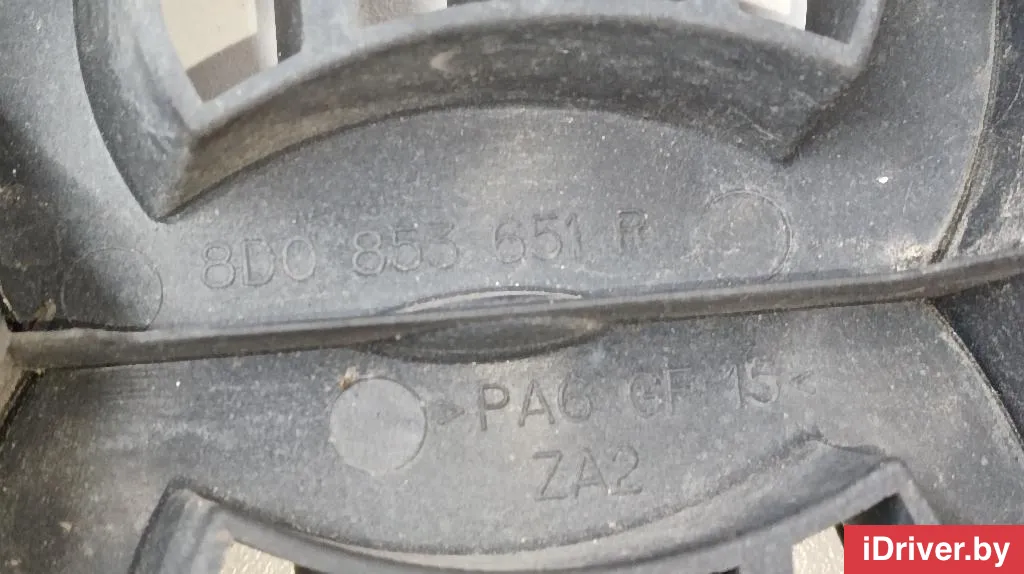 8D0 853 651 R
>PA6 GF 15<
ZA2
iDriver.by